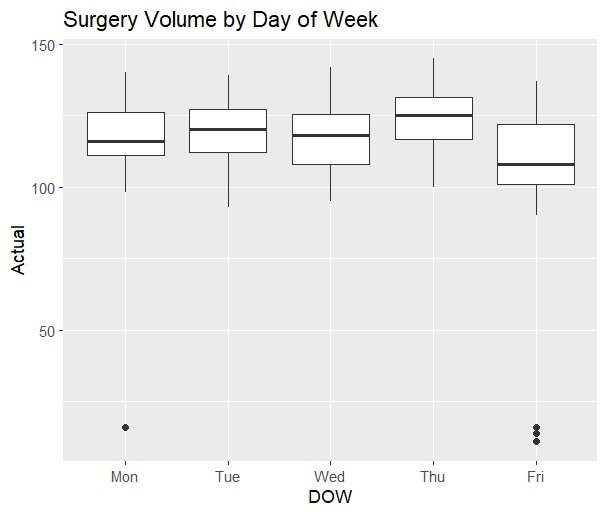 Surgery Volume by Day of Week
150
100
50
Actual
Mon Tue Wed Thu Fri
DOW